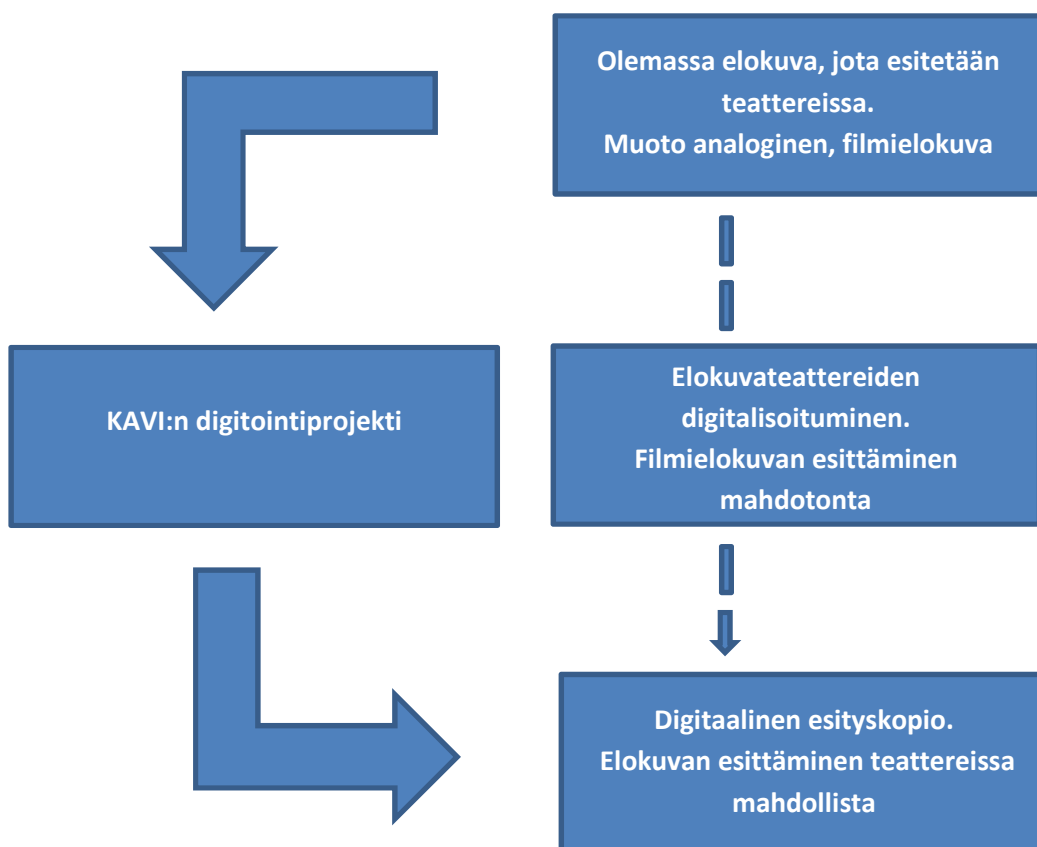 Olemassa elokuva, jota esitetään
teattereissa.
Muoto analoginen, filmielokuva
KAVI:n digitointiprojekti
Elokuvateattereiden
digitalisoituminen.
Filmielokuvan esittäminen
mahdotonta
Digitaalinen esityskopio.
Elokuvan esittäminen teattereissa
mahdollista